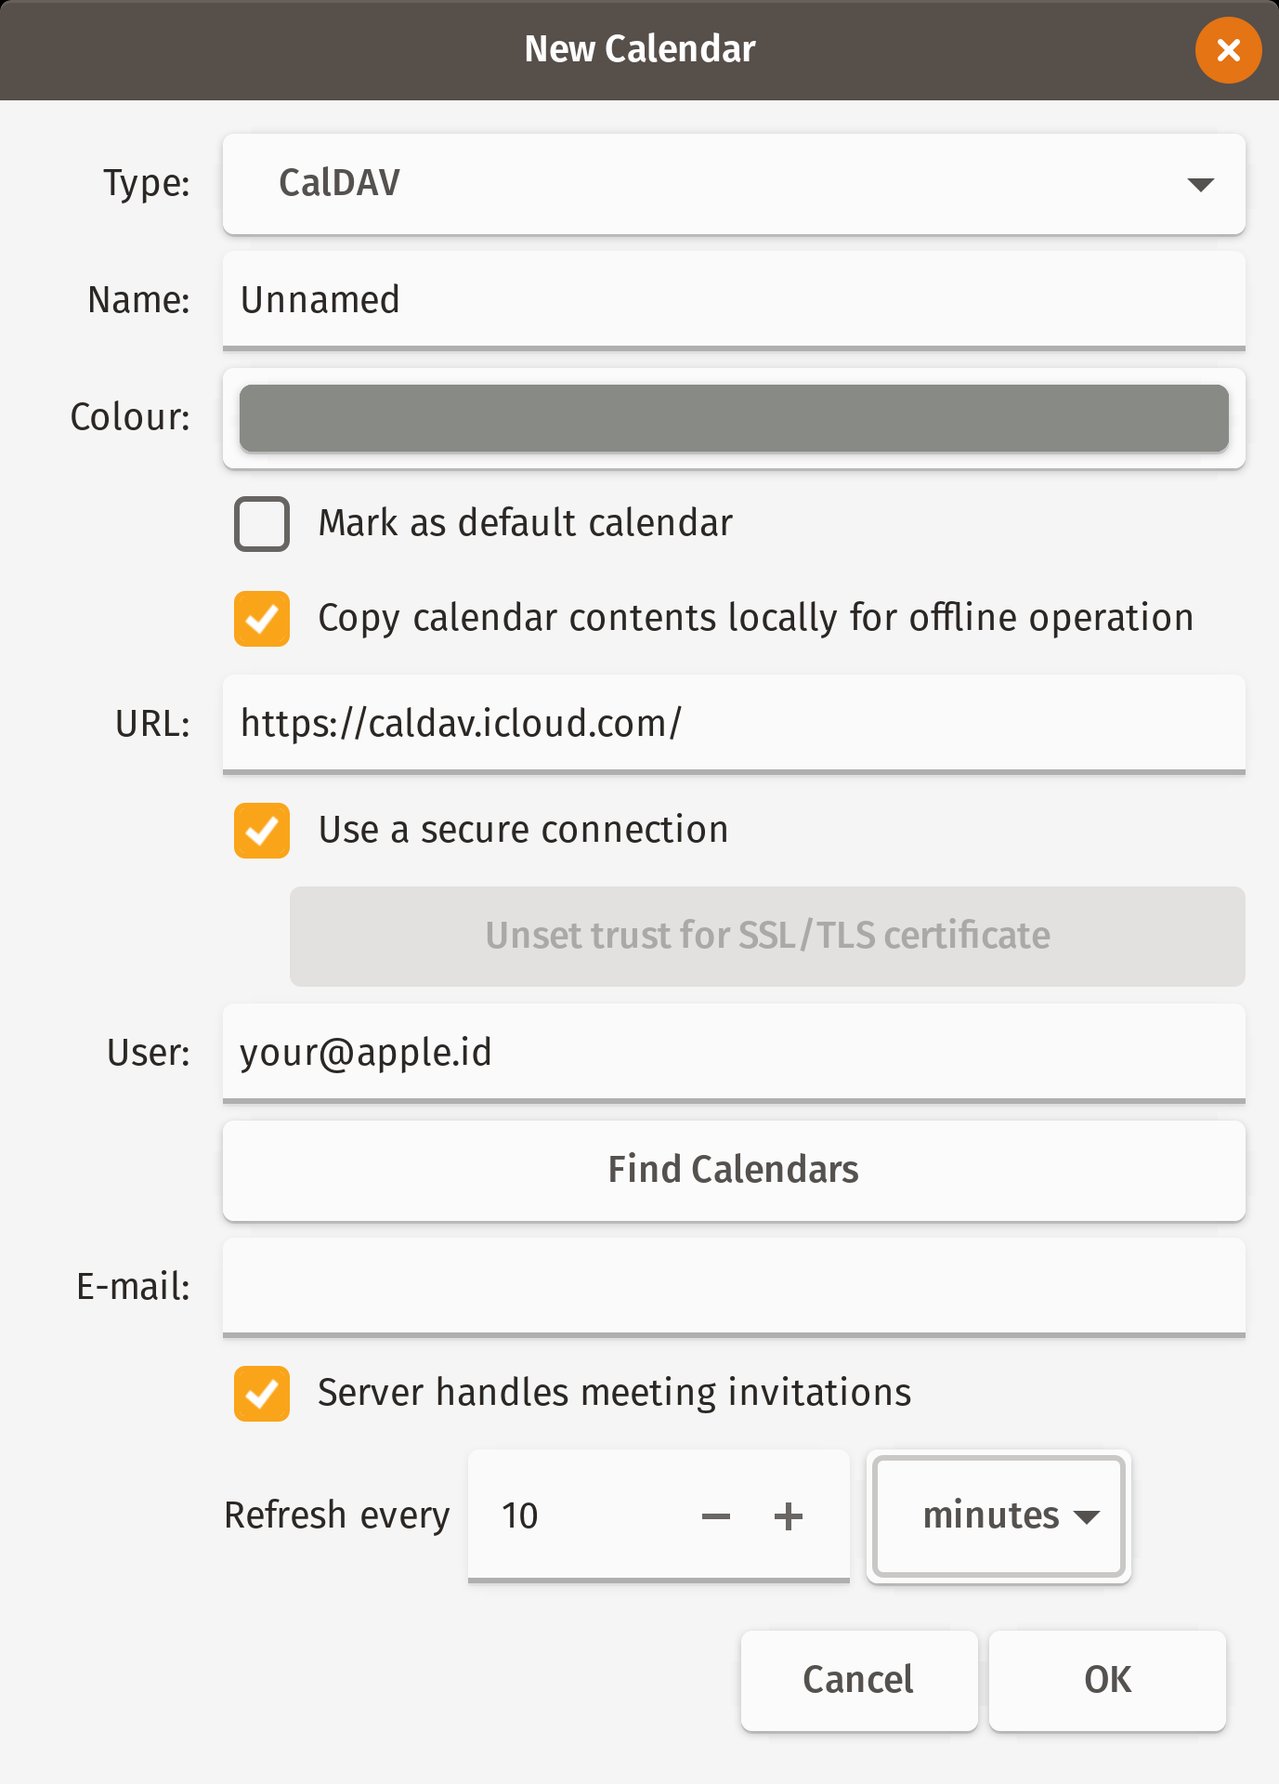 New Calendar
Type: CalDAV
Name: Unnamed
Colour:
Mark as default calendar
Copy calendar contents locally for offline operation
URL: https://caldav.icloud.com/
Use a secure connection
Unset trust for SSL/TLS certificate
User: your@apple.id
Find Calendars
E-mail:
Server handles meeting invitations
Refresh every 10 − + minutes
Cancel OK